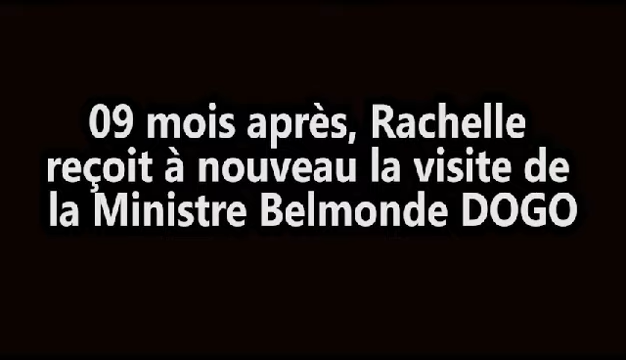 09 mois après, Rachelle
reçoit à nouveau la visite de
la Ministre Belmonde DOGO